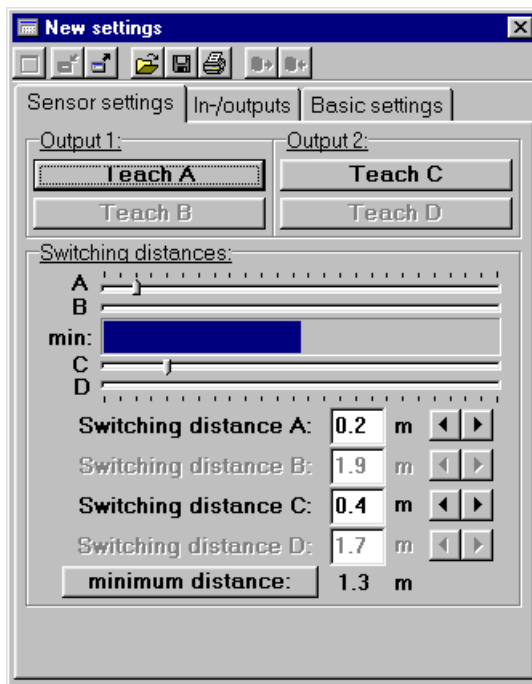 New settings
Sensor settings In-/outputs Basic settings
Output 1: Output 2:
Teach A Teach C
Teach B Teach D
Switching distances:
A
B
min:
C
D
Switching distance A: 0.2 m
Switching distance B: 1.9 m
Switching distance C: 0.4 m
Switching distance D: 1.7 m
minimum distance: 1.3 m